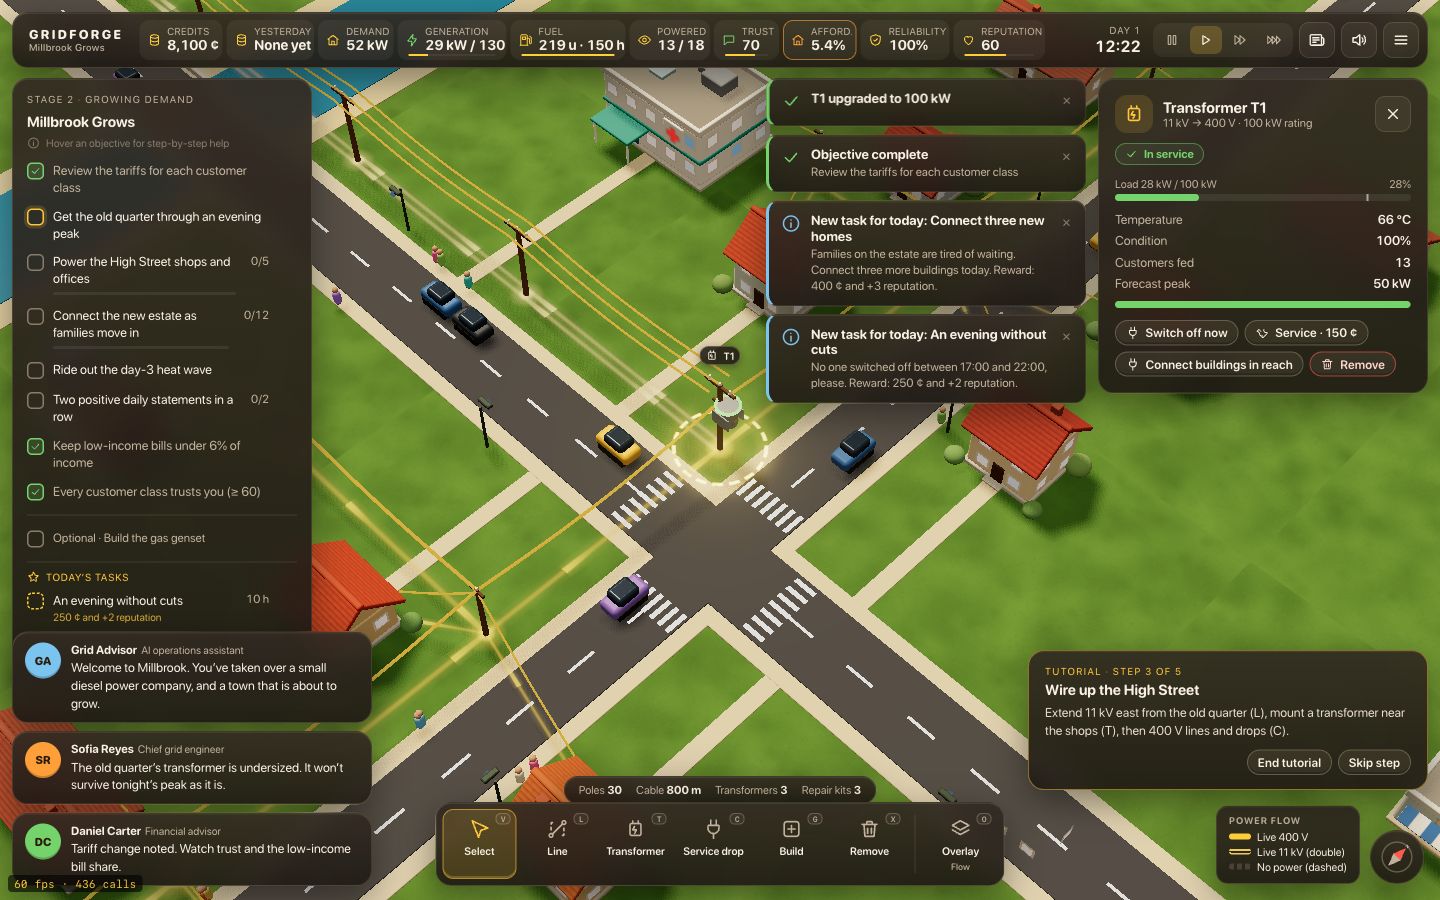 GRIDFORGE
Millbrook Grows
CREDITS
8,100 ¢
YESTERDAY
None yet
DEMAND
52 kW
GENERATION
29 kW / 130
FUEL
219 u · 150 h
POWERED
13 / 18
TRUST
70
AFFORD.
5.4%
RELIABILITY
100%
REPUTATION
60
DAY 1
12:22
STAGE 2 · GROWING DEMAND
Millbrook Grows
Hover an objective for step-by-step help
Review the tariffs for each customer
class
Get the old quarter through an evening
peak
Power the High Street shops and
offices
0/5
Connect the new estate as
families move in
0/12
Ride out the day-3 heat wave
Two positive daily statements in a
row
0/2
Keep low-income bills under 6% of
income
Every customer class trusts you (≥ 60)
Optional · Build the gas genset
TODAY'S TASKS
An evening without cuts
10 h
250 ¢ and +2 reputation
GA
Grid Advisor AI operations assistant
Welcome to Millbrook. You've taken over a small
diesel power company, and a town that is about to
grow.
SR
Sofia Reyes Chief grid engineer
The old quarter's transformer is undersized. It won't
survive tonight's peak as it is.
DC
Daniel Carter Financial advisor
Tariff change noted. Watch trust and the low-income
bill share.
60 fps · 436 calls
T1 upgraded to 100 kW
Objective complete
Review the tariffs for each customer class
New task for today: Connect three new
homes
Families on the estate are tired of waiting.
Connect three more buildings today. Reward:
400 ¢ and +3 reputation.
New task for today: An evening without
cuts
No one switched off between 17:00 and 22:00,
please. Reward: 250 ¢ and +2 reputation.
T1
Transformer T1
11 kV → 400 V · 100 kW rating
In service
Load 28 kW / 100 kW
28%
Temperature
66 °C
Condition
100%
Customers fed
13
Forecast peak
50 kW
Switch off now
Service · 150 ¢
Connect buildings in reach
Remove
TUTORIAL · STEP 3 OF 5
Wire up the High Street
Extend 11 kV east from the old quarter (L), mount a transformer near
the shops (T), then 400 V lines and drops (C).
End tutorial
Skip step
Poles 30 Cable 800 m Transformers 3 Repair kits 3
V
Select
L
Line
T
Transformer
C
Service drop
G
Build
X
Remove
O
Overlay
Flow
POWER FLOW
Live 400 V
Live 11 kV (double)
No power (dashed)